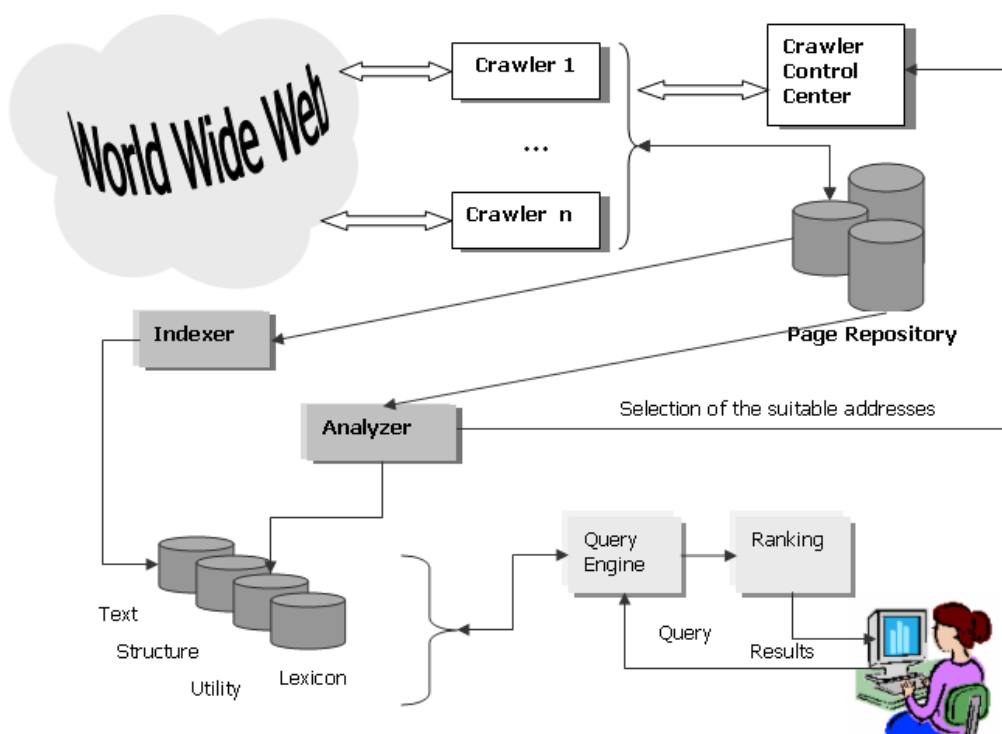 World Wide Web
Crawler 1
...
Crawler n
Crawler
Control
Center
Page Repository
Indexer
Analyzer
Selection of the suitable addresses
Query
Engine
Ranking
Text
Structure
Utility
Lexicon
Query
Results